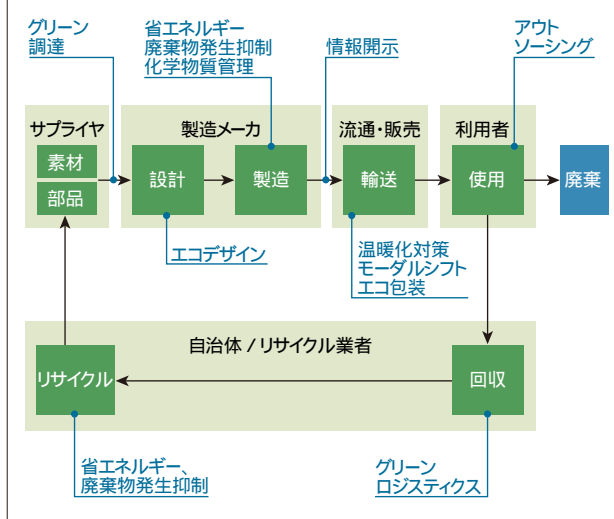 グリーン
調達
省エネルギー
廃棄物発生抑制
化学物質管理
情報開示
アウト
ソーシング
サプライヤ
製造メーカ
流通・販売
利用者
素材
部品
設計
製造
輸送
使用
廃棄
エコデザイン
温暖化対策
モーダルシフト
エコ包装
自治体 / リサイクル業者
リサイクル
回収
省エネルギー、
廃棄物発生抑制
グリーン
ロジスティクス